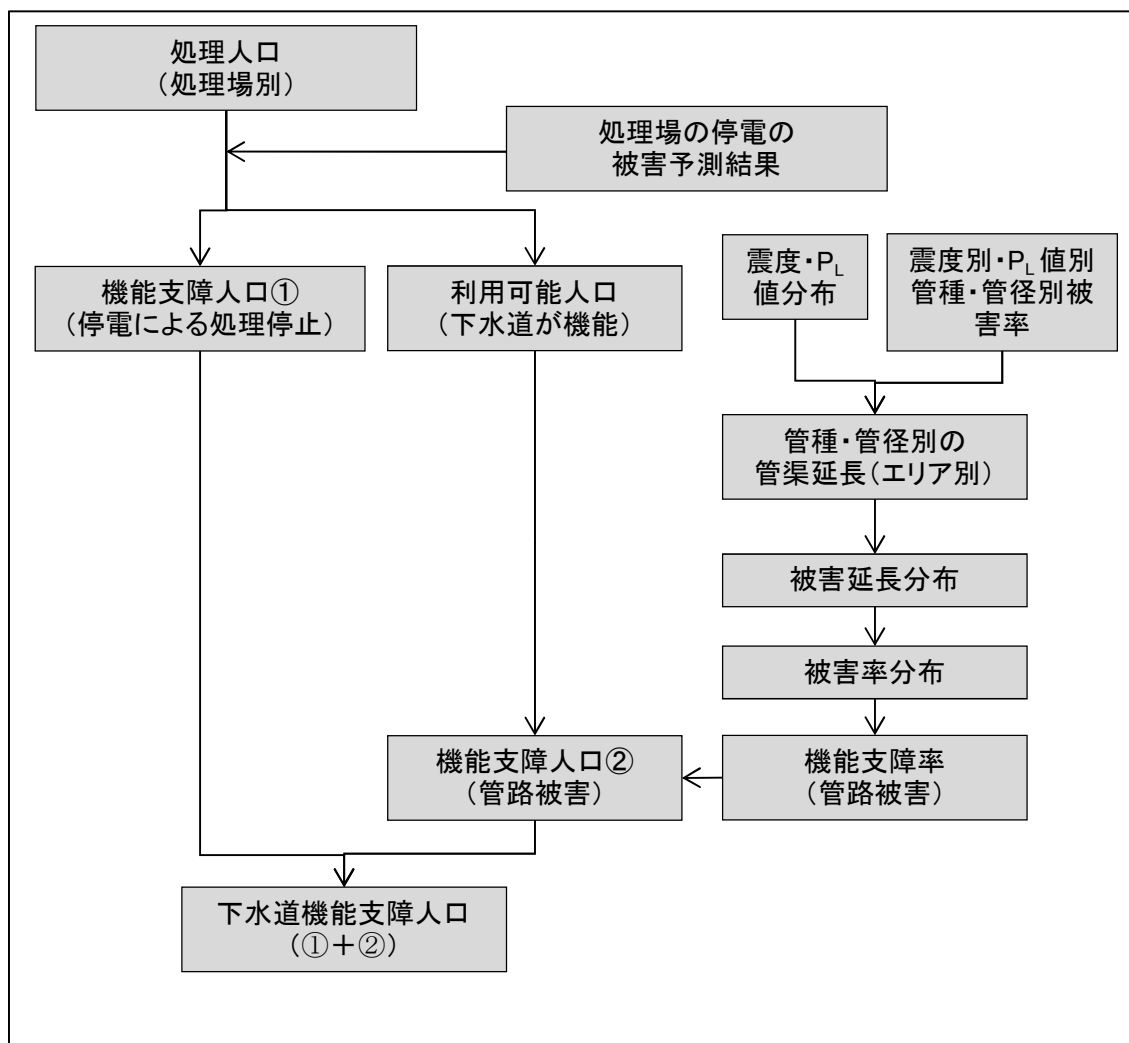 処理人口
(処理場別)
処理場の停電の
被害予測結果
機能支障人口①
(停電による処理停止)
利用可能人口
(下水道が機能)
震度・PL
値分布
震度別・PL値別
管種・管径別被
害率
管種・管径別の
管渠延長(エリア別)
被害延長分布
被害率分布
機能支障人口②
(管路被害)
機能支障率
(管路被害)
下水道機能支障人口
(①+②)